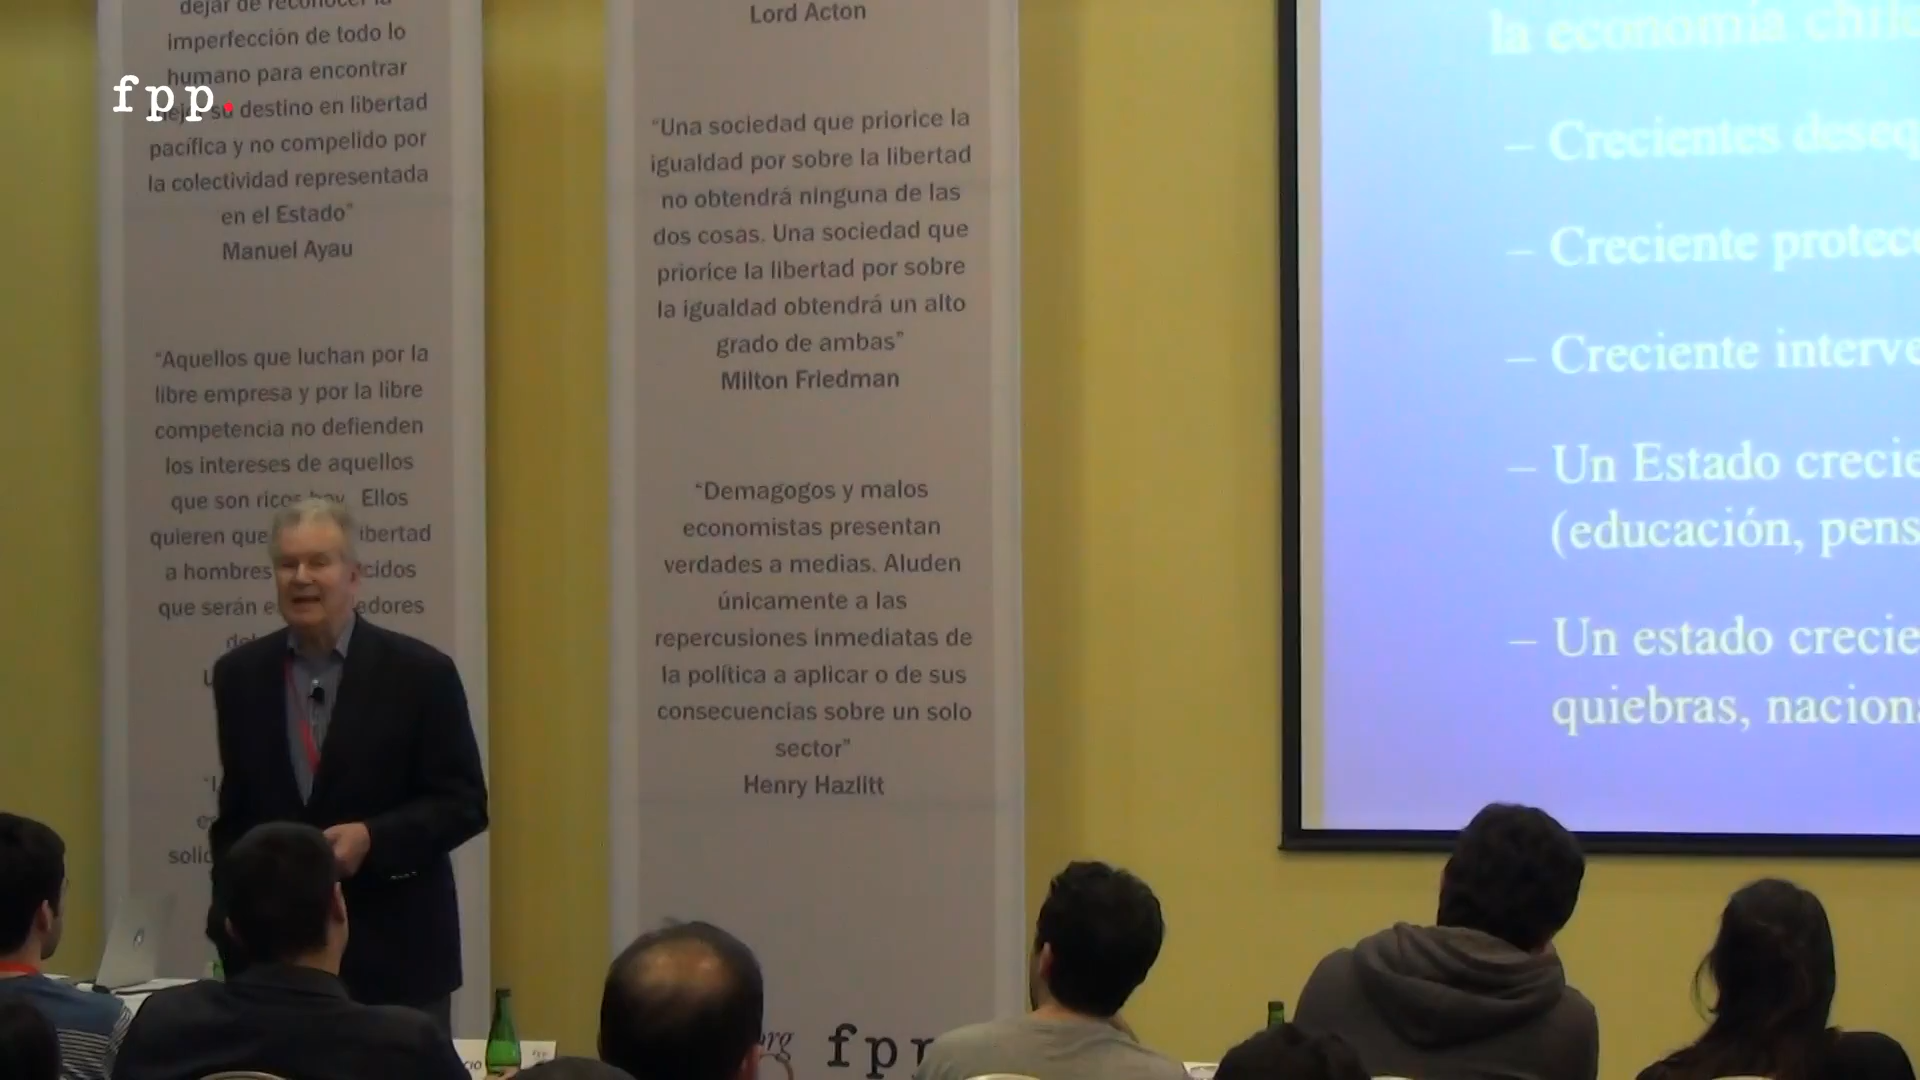 dejar de reconocer la
imperfección de todo lo
humano para encontrar
su destino en libertad
pacífica y no compelido por
la colectividad representada
en el Estado”
Manuel Ayau
“Aquellos que luchan por la
libre empresa y por la libre
competencia no defienden
los intereses de aquellos
que son ricos hoy. Ellos
quieren que
a hombres
que serán
fpp.
Lord Acton
“Una sociedad que priorice la
igualdad por sobre la libertad
no obtendrá ninguna de las
dos cosas. Una sociedad que
priorice la libertad por sobre
la igualdad obtendrá un alto
grado de ambas”
Milton Friedman
“Demagogos y malos
economistas presentan
verdades a medias. Aluden
únicamente a las
repercusiones inmediatas de
la política a aplicar o de sus
consecuencias sobre un solo
sector”
Henry Hazlitt
la economía
– Crecientes
– Creciente
– Creciente
– Un Estado
(educación,
– Un estado
quiebras,